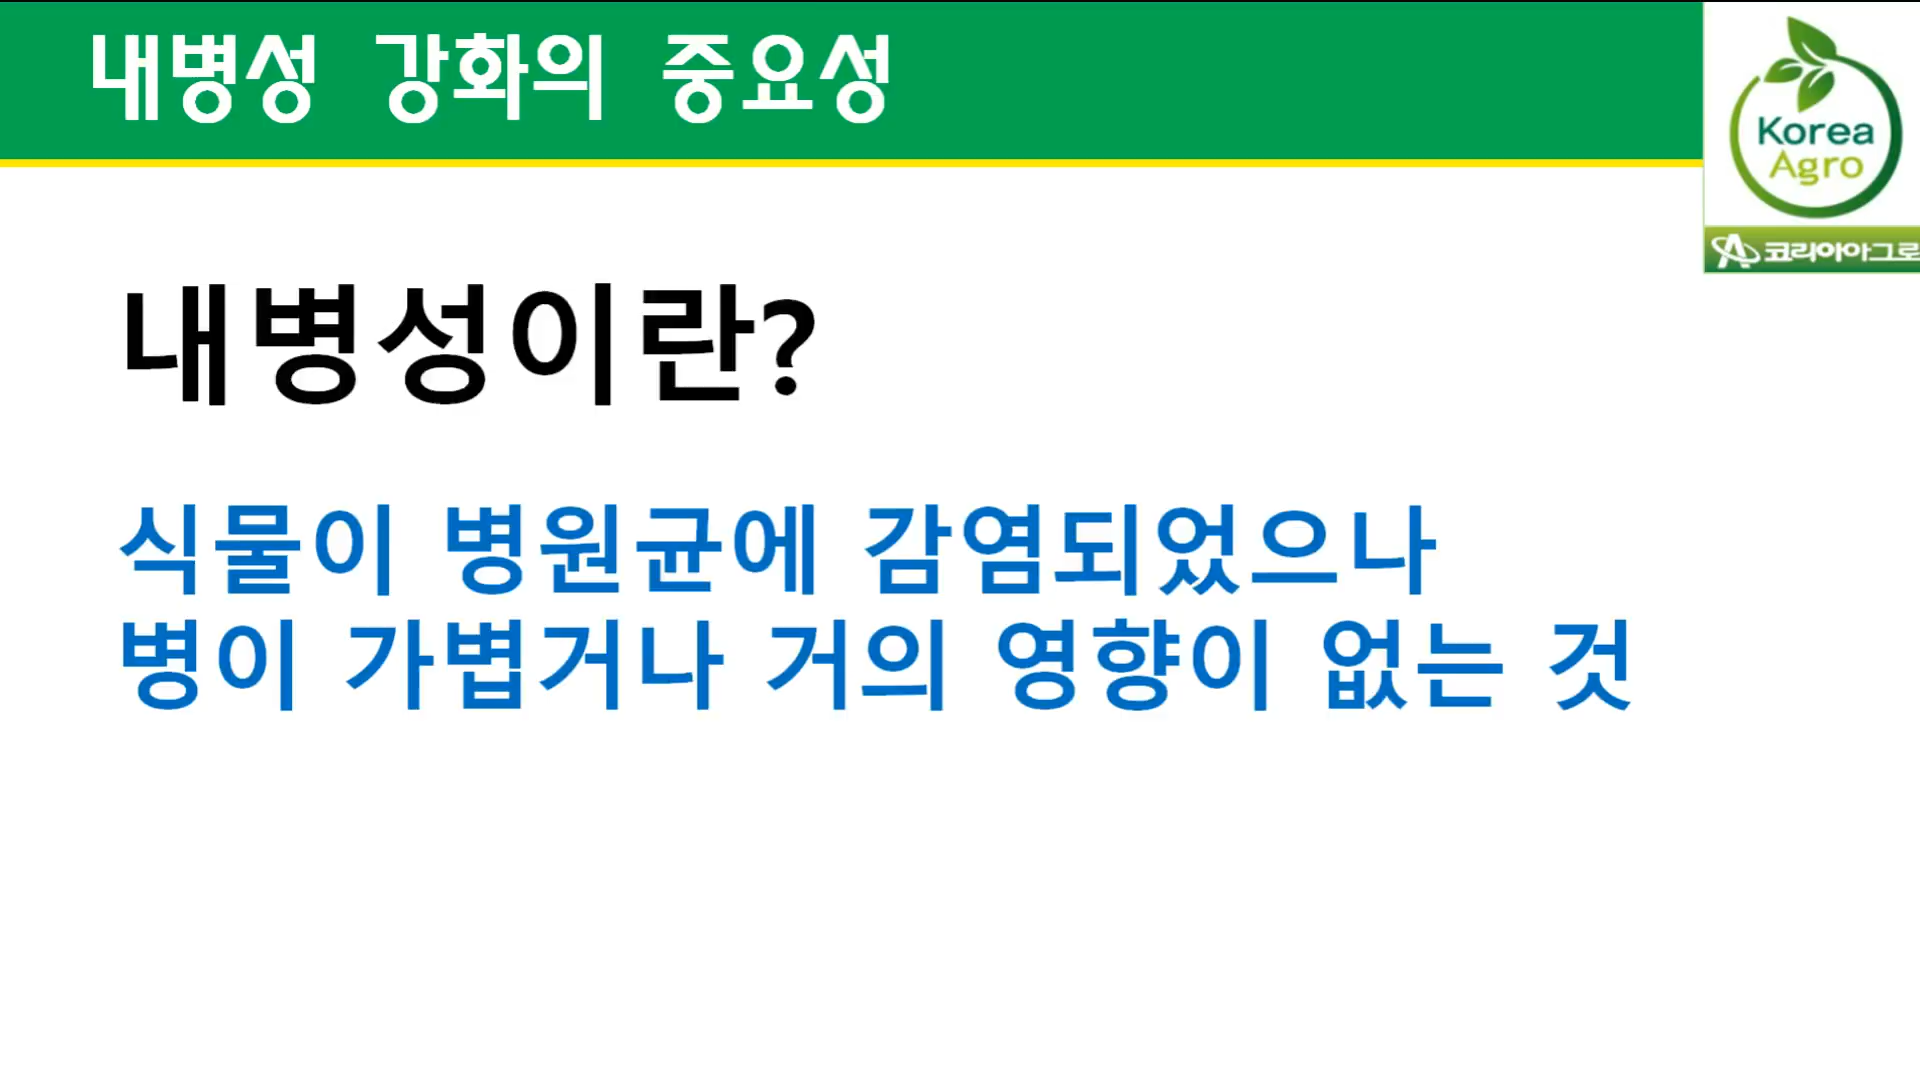 내병성 강화의 중요성
Korea
Agro
코리아아그로
내병성이란?
식물이 병원균에 감염되었으나
병이 가볍거나 거의 영향이 없는 것